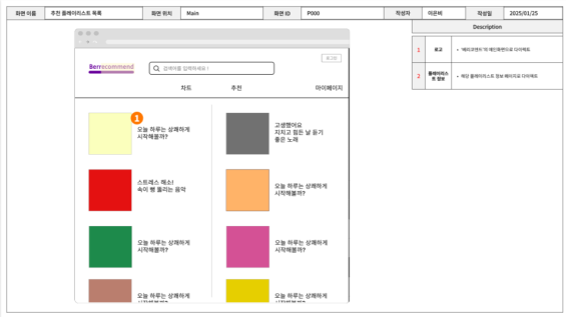 화면 이름 추천 플레이리스트 목록 화면 위치 Main 화면 ID P000 작성자 이은비 작성일 2025/01/25
Description
1 로고 • '베리코멘드'의 메인화면으로 다이렉트
2 플레이리스트 정보 • 해당 플레이리스트 정보 페이지로 다이렉트
Berrecommend
검색어를 입력하세요 !
로그인
차트 추천 마이페이지
1
오늘 하루는 상쾌하게
시작해볼까?
고생했어요
지치고 힘든 날 듣기
좋은 노래
스트레스 해소!
속이 뻥 뚫리는 음악
오늘 하루는 상쾌하게
시작해볼까?
오늘 하루는 상쾌하게
시작해볼까?
오늘 하루는 상쾌하게
시작해볼까?
오늘 하루는 상쾌하게
시작해볼까?
오늘 하루는 상쾌하게
시작해볼까?